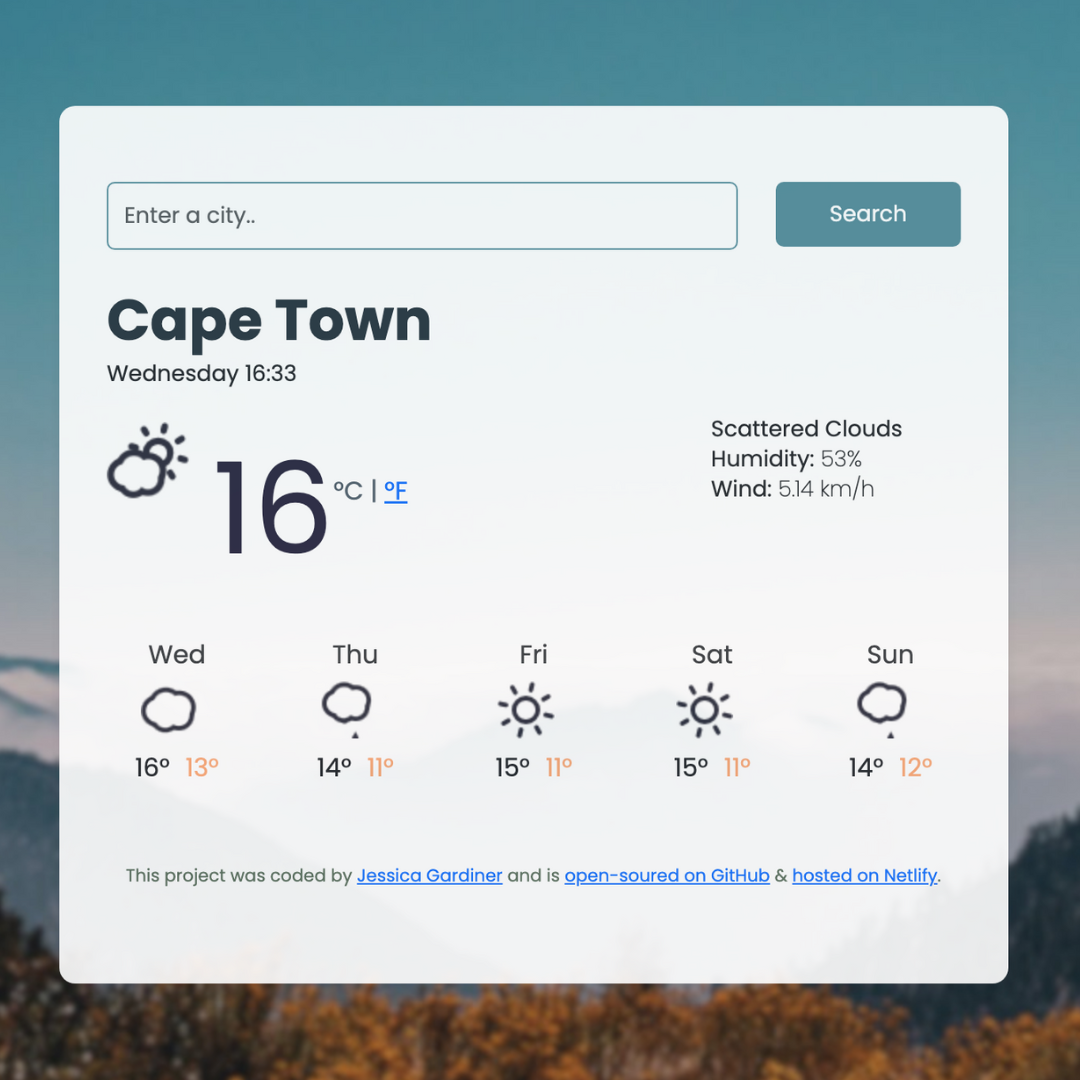 Enter a city..
Search
Cape Town
Wednesday 16:33
16 °C | °F
Scattered Clouds
Humidity: 53%
Wind: 5.14 km/h
Wed Thu Fri Sat Sun
16° 13° 14° 11° 15° 11° 15° 11° 14° 12°
This project was coded by Jessica Gardiner and is open-soured on GitHub & hosted on Netlify.